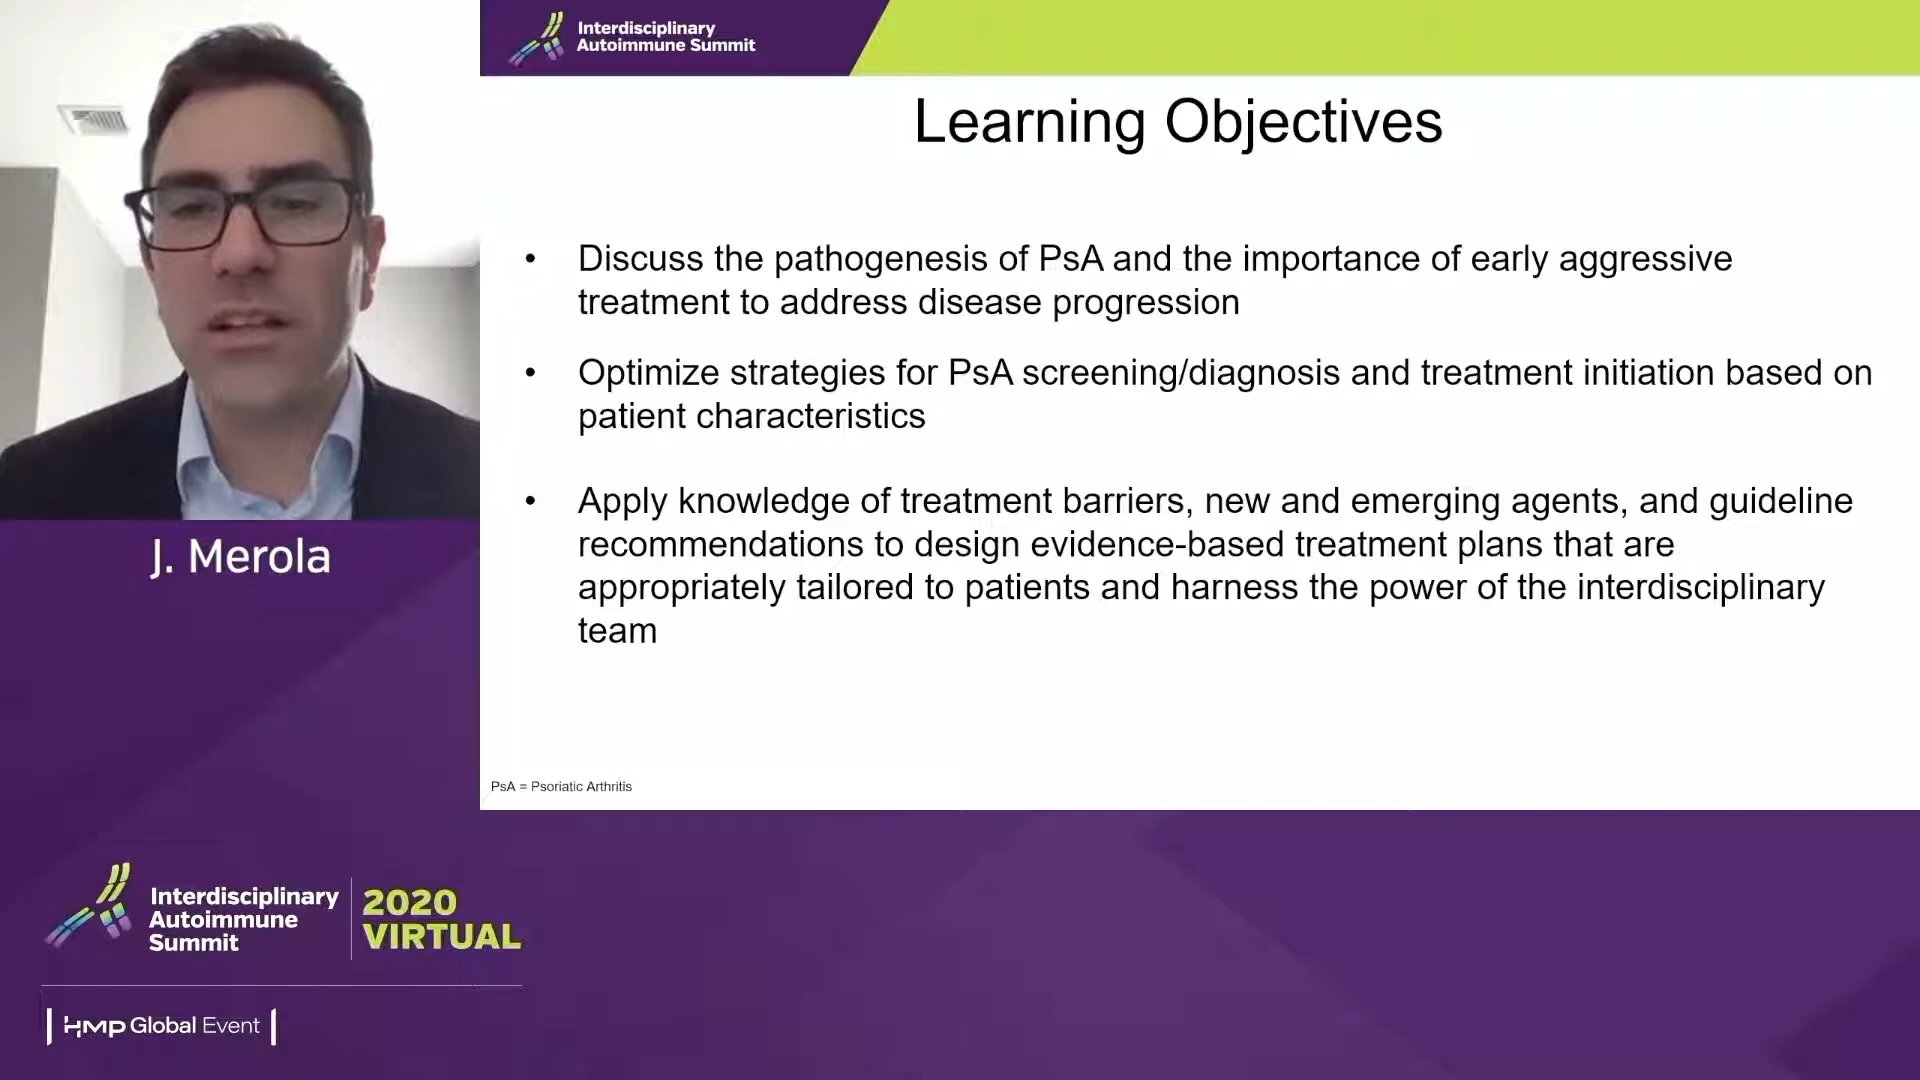 Interdisciplinary
Autoimmune Summit
Learning Objectives
• Discuss the pathogenesis of PsA and the importance of early aggressive
treatment to address disease progression
• Optimize strategies for PsA screening/diagnosis and treatment initiation based on
patient characteristics
• Apply knowledge of treatment barriers, new and emerging agents, and guideline
recommendations to design evidence-based treatment plans that are
appropriately tailored to patients and harness the power of the interdisciplinary
team
PsA = Psoriatic Arthritis
J. Merola
Interdisciplinary
Autoimmune
Summit
2020
VIRTUAL
HMP Global Event